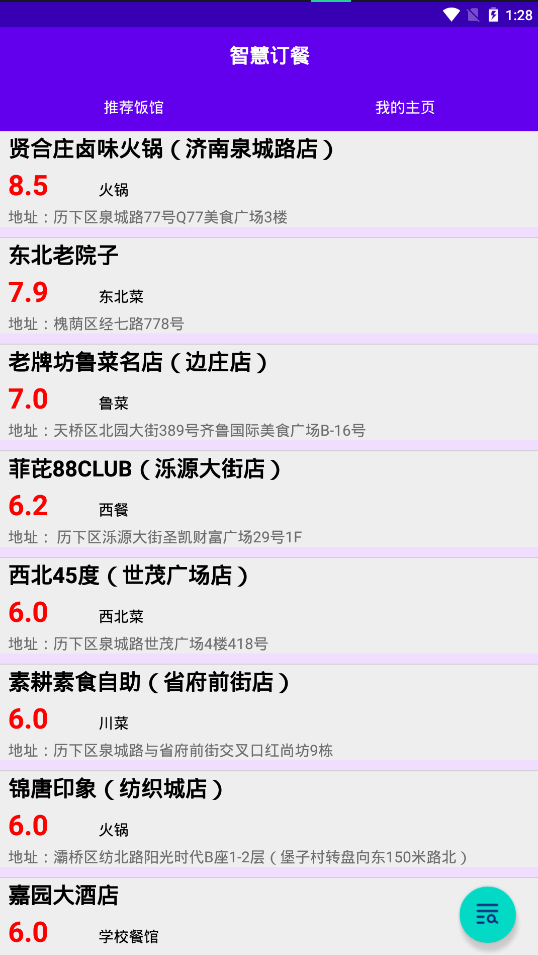 1:28
智慧订餐
推荐饭馆 我的主页
贤合庄卤味火锅（济南泉城路店）
8.5 火锅
地址：历下区泉城路77号Q77美食广场3楼
东北老院子
7.9 东北菜
地址：槐荫区经七路778号
老牌坊鲁菜名店（边庄店）
7.0 鲁菜
地址：天桥区北园大街389号齐鲁国际美食广场B-16号
菲芘88CLUB（泺源大街店）
6.2 西餐
地址： 历下区泺源大街圣凯财富广场29号1F
西北45度（世茂广场店）
6.0 西北菜
地址：历下区泉城路世茂广场4楼418号
素耕素食自助（省府前街店）
6.0 川菜
地址：历下区泉城路与省府前街交叉口红尚坊9栋
锦唐印象（纺织城店）
6.0 火锅
地址：灞桥区纺北路阳光时代B座1-2层（堡子村转盘向东150米路北）
嘉园大酒店
6.0 学校餐馆